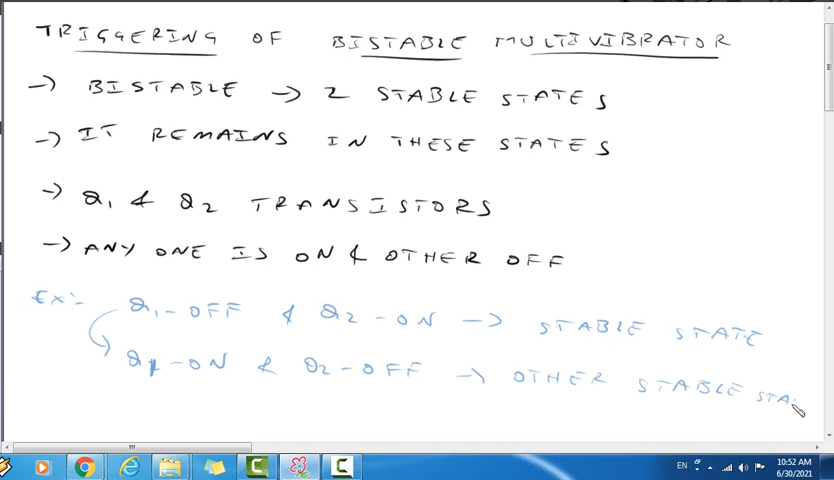 TRIGGERING OF BISTABLE MULTIVIBRATOR
→ BISTABLE → 2 STABLE STATES
→ IT REMAINS IN THESE STATES
→ Q1 & Q2 TRANSISTORS
→ ANY ONE IS ON & OTHER OFF
Ex:- Q1 - OFF & Q2 - ON → STABLE STATE
Q1 - ON & Q2 - OFF → OTHER STABLE STA
EN 10:52 AM
6/30/2021